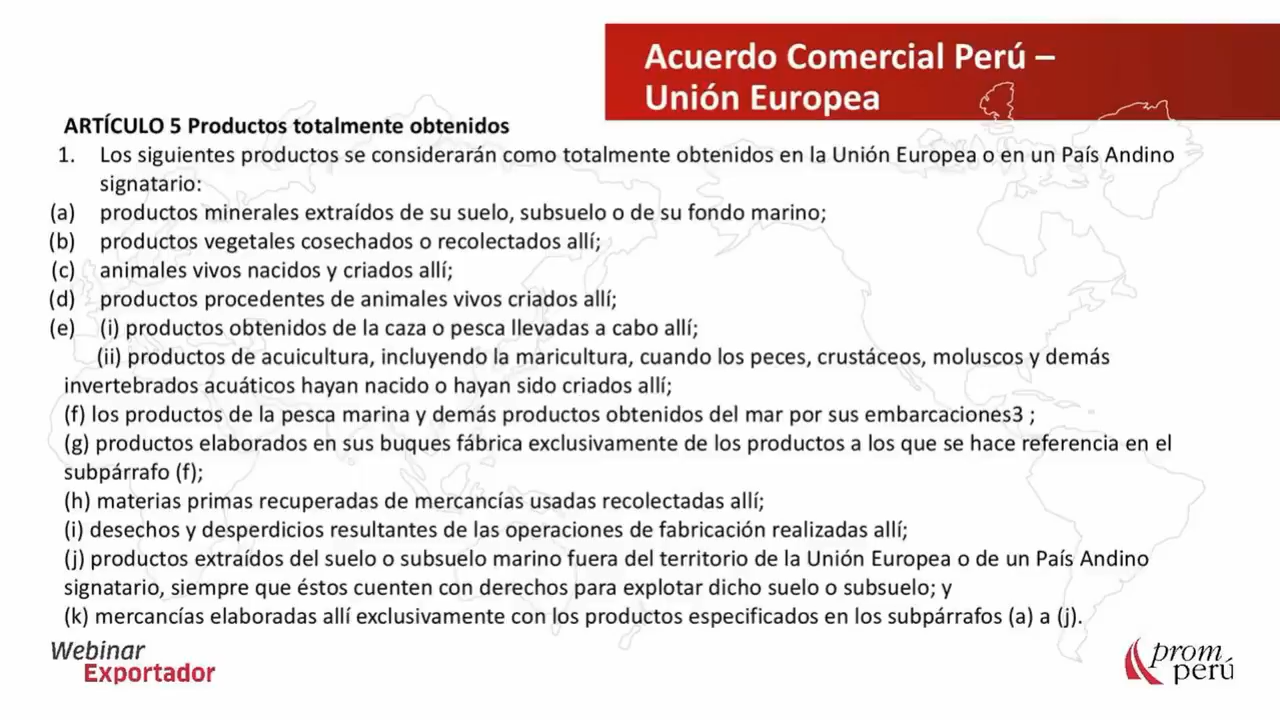 Acuerdo Comercial Perú –
Unión Europea
ARTÍCULO 5 Productos totalmente obtenidos
1. Los siguientes productos se considerarán como totalmente obtenidos en la Unión Europea o en un País Andino
signatario:
(a) productos minerales extraídos de su suelo, subsuelo o de su fondo marino;
(b) productos vegetales cosechados o recolectados allí;
(c) animales vivos nacidos y criados allí;
(d) productos procedentes de animales vivos criados allí;
(e) (i) productos obtenidos de la caza o pesca llevadas a cabo allí;
(ii) productos de acuicultura, incluyendo la maricultura, cuando los peces, crustáceos, moluscos y demás
invertebrados acuáticos hayan nacido o hayan sido criados allí;
(f) los productos de la pesca marina y demás productos obtenidos del mar por sus embarcaciones3 ;
(g) productos elaborados en sus buques fábrica exclusivamente de los productos a los que se hace referencia en el
subpárrafo (f);
(h) materias primas recuperadas de mercancías usadas recolectadas allí;
(i) desechos y desperdicios resultantes de las operaciones de fabricación realizadas allí;
(j) productos extraídos del suelo o subsuelo marino fuera del territorio de la Unión Europea o de un País Andino
signatario, siempre que éstos cuenten con derechos para explotar dicho suelo o subsuelo; y
(k) mercancías elaboradas allí exclusivamente con los productos especificados en los subpárrafos (a) a (j).
Webinar
Exportador
prom
perú